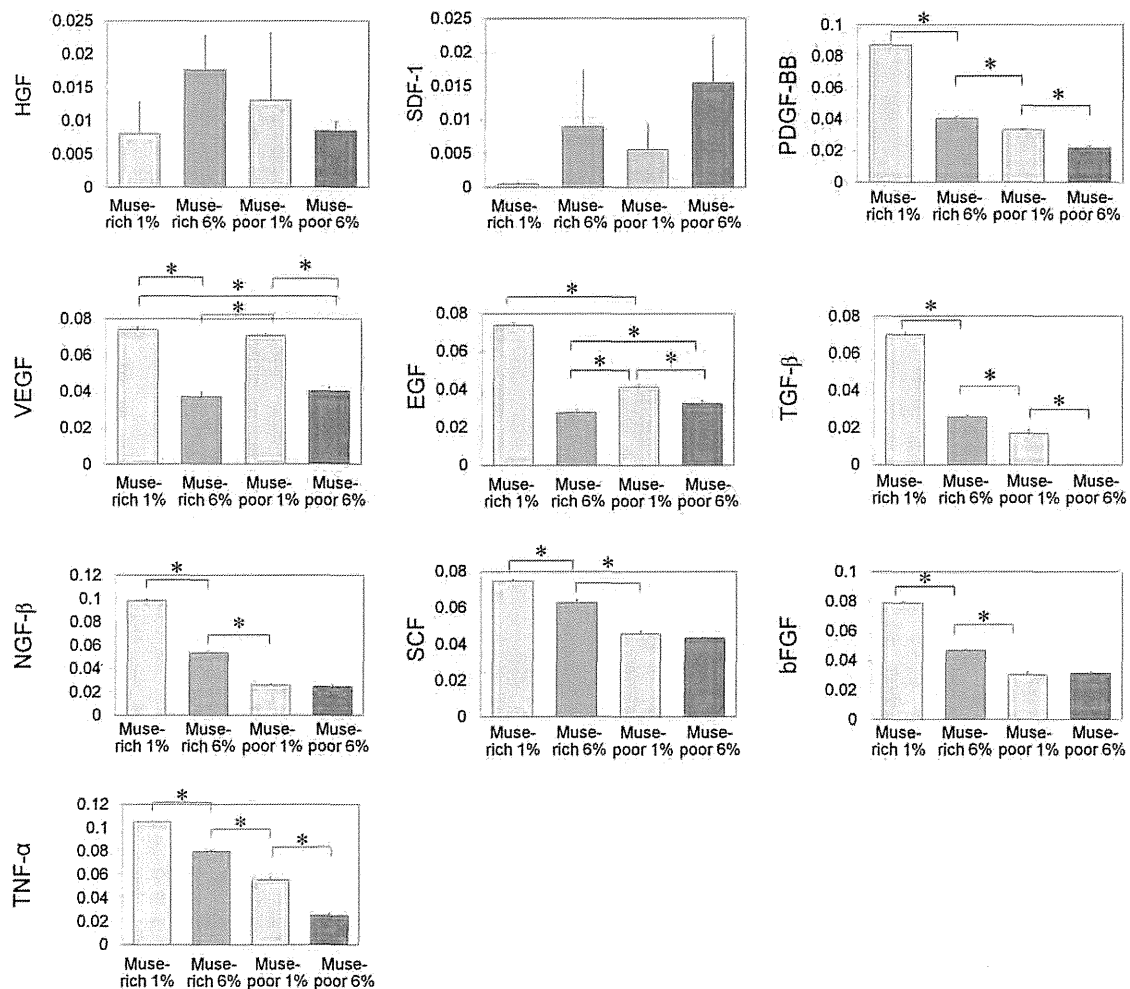 HGF
0.025
0.02
0.015
0.01
0.005
0
Muse- Muse- Muse- Muse-
rich 1% rich 6% poor 1% poor 6%
SDF-1
0.025
0.02
0.015
0.01
0.005
0
Muse- Muse- Muse- Muse-
rich 1% rich 6% poor 1% poor 6%
PDGF-BB
0.1
0.08
0.06
0.04
0.02
0
* * *
Muse- Muse- Muse- Muse-
rich 1% rich 6% poor 1% poor 6%
VEGF
0.08
0.06
0.04
0.02
0
* *
*
*
Muse- Muse- Muse- Muse-
rich 1% rich 6% poor 1% poor 6%
EGF
0.08
0.06
0.04
0.02
0
*
*
* *
Muse- Muse- Muse- Muse-
rich 1% rich 6% poor 1% poor 6%
TGF-β
0.08
0.06
0.04
0.02
0
*
*
*
Muse- Muse- Muse- Muse-
rich 1% rich 6% poor 1% poor 6%
NGF-β
0.12
0.1
0.08
0.06
0.04
0.02
0
*
*
Muse- Muse- Muse- Muse-
rich 1% rich 6% poor 1% poor 6%
SCF
0.08
0.06
0.04
0.02
0
* *
Muse- Muse- Muse- Muse-
rich 1% rich 6% poor 1% poor 6%
bFGF
0.1
0.08
0.06
0.04
0.02
0
*
*
Muse- Muse- Muse- Muse-
rich 1% rich 6% poor 1% poor 6%
TNF-α
0.12
0.1
0.08
0.06
0.04
0.02
0
*
*
*
Muse- Muse- Muse- Muse-
rich 1% rich 6% poor 1% poor 6%